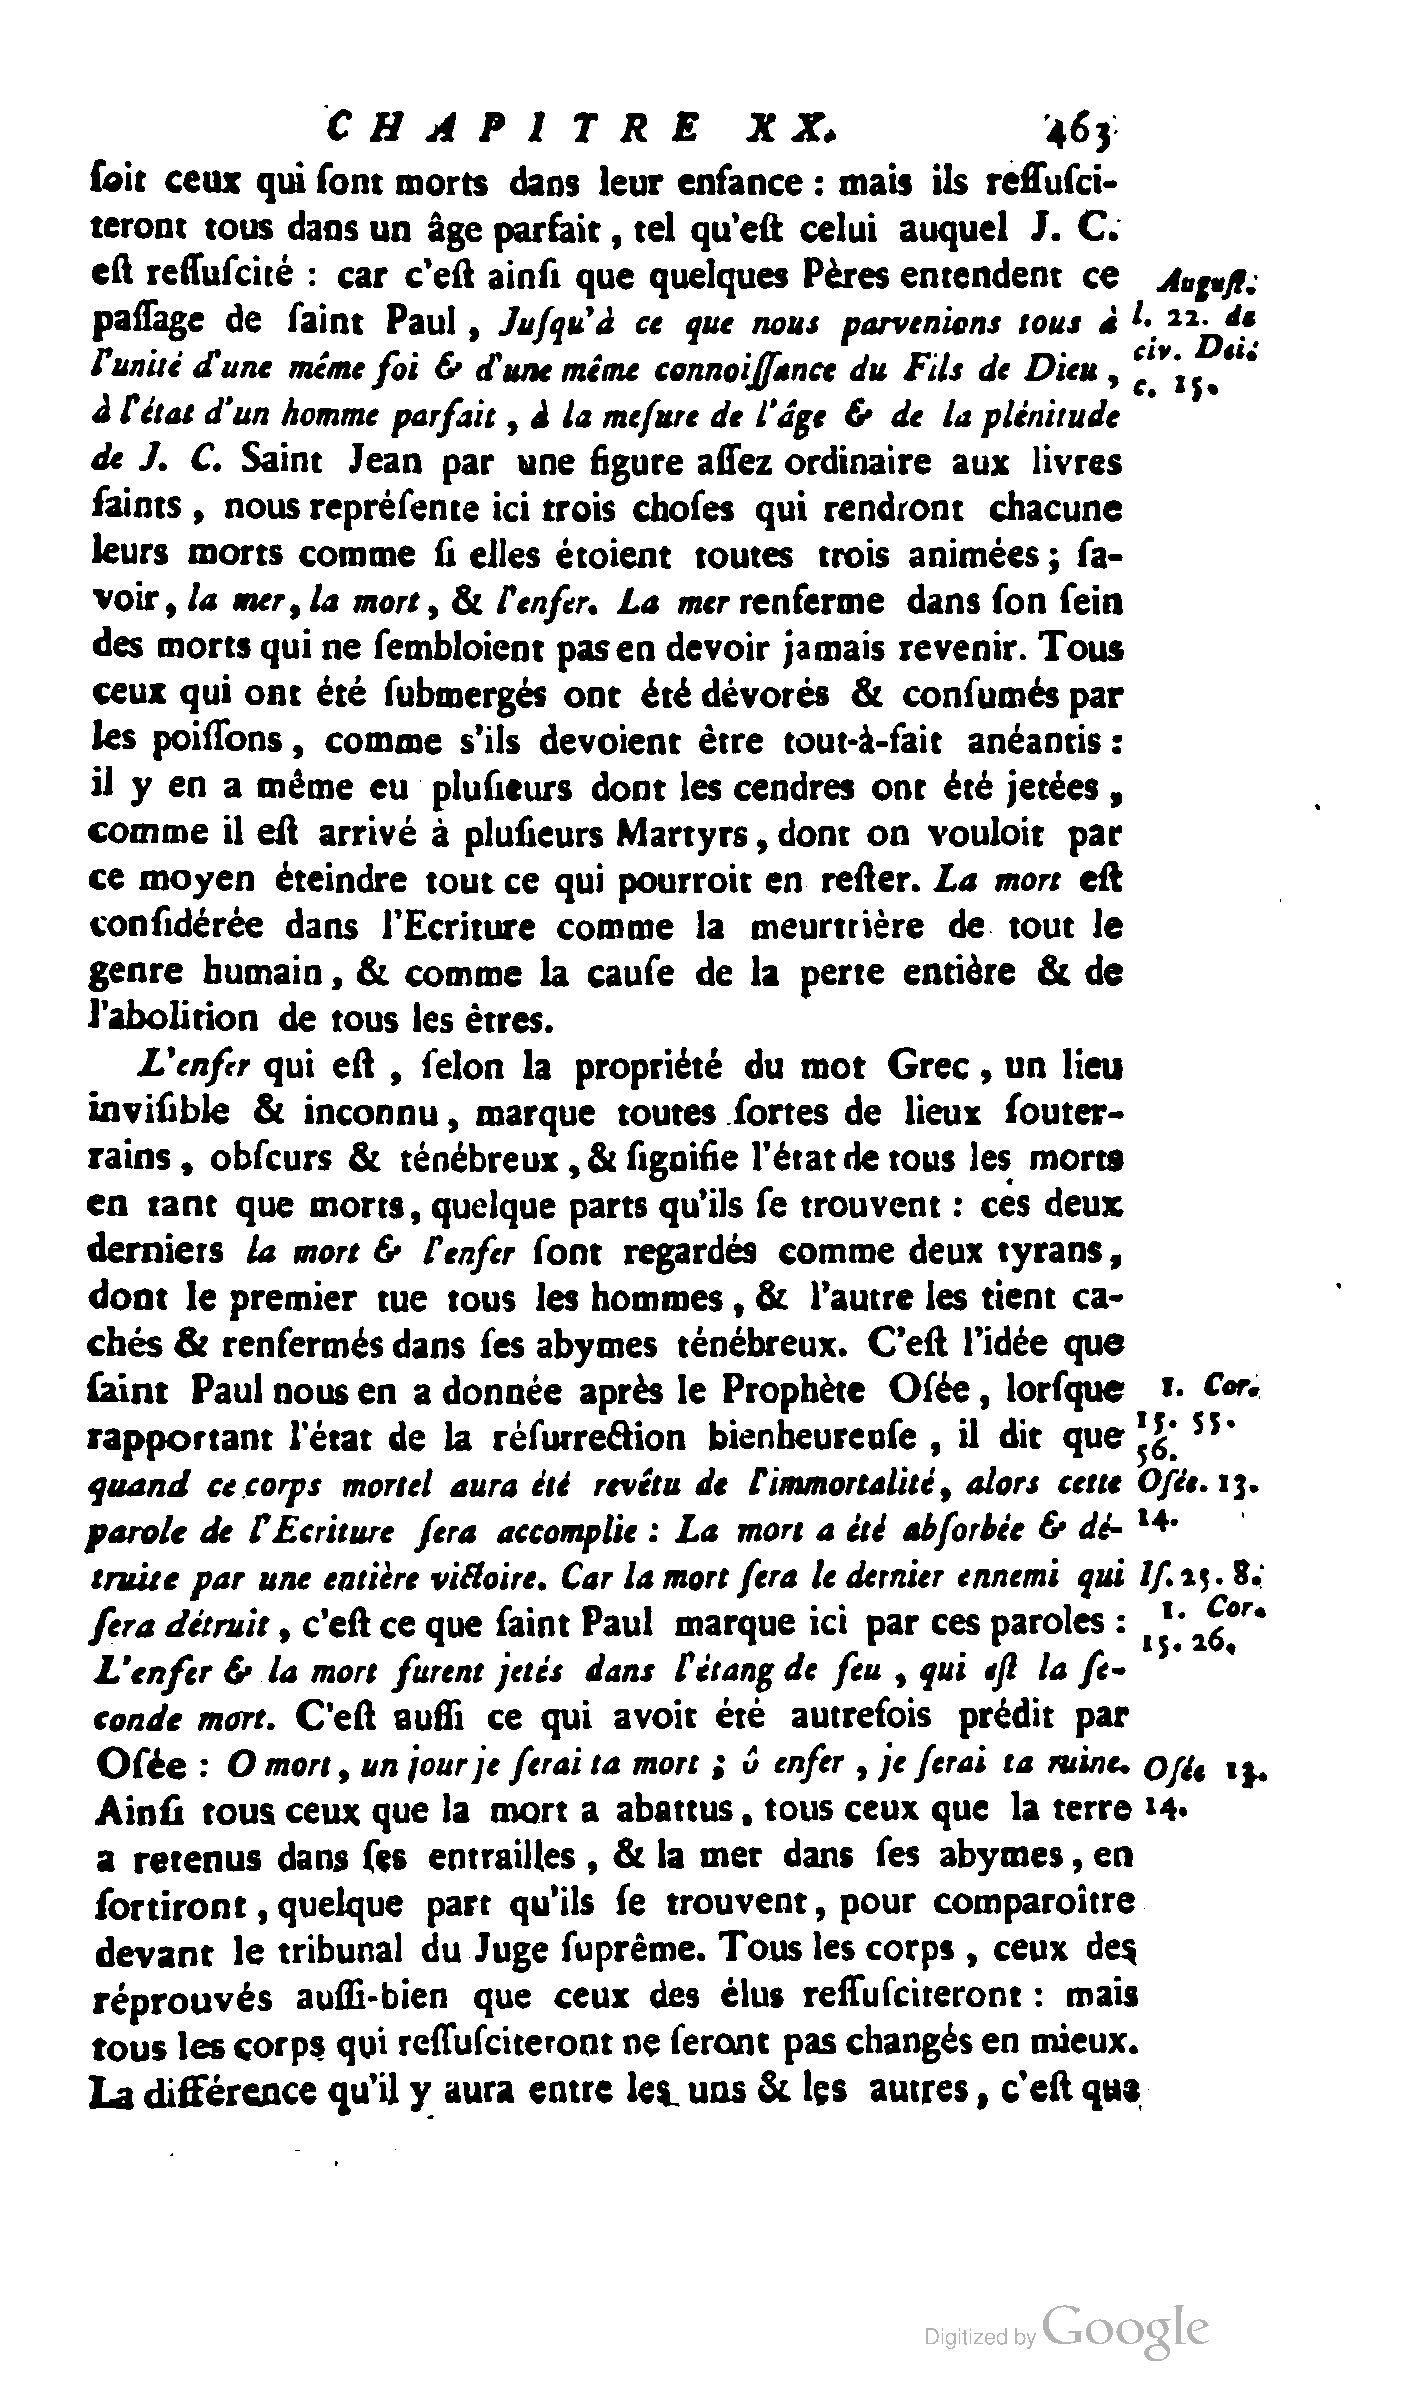 CHAPITRE XX. 463
ſoit ceux qui ſont morts dans leur enfance : mais ils reſſuſci-
teront tous dans un âge parfait, tel qu'eſt celui auquel J. C.
eſt reſſuſcité : car c'eſt ainſi que quelques Pères entendent ce
paſſage de ſaint Paul, Juſqu'à ce que nous parvenions tous à
l'unité d'une même foi & d'une même connoiſſance du Fils de Dieu,
à l'état d'un homme parfait, à la meſure de l'âge & de la plénitude
de J. C. Saint Jean par une figure aſſez ordinaire aux livres
ſaints, nous repréſente ici trois choſes qui rendront chacune
leurs morts comme ſi elles étoient toutes trois animées ; ſa-
voir, la mer, la mort, & l'enfer. La mer renferme dans ſon ſein
des morts qui ne ſembloient pas en devoir jamais revenir. Tous
ceux qui ont été ſubmergés ont été dévorés & conſumés par
les poiſſons, comme s'ils devoient être tout-à-fait anéantis :
il y en a même eu pluſieurs dont les cendres ont été jetées,
comme il eſt arrivé à pluſieurs Martyrs, dont on vouloit par
ce moyen éteindre tout ce qui pourroit en reſter. La mort eſt
conſidérée dans l'Ecriture comme la meurtrière de tout le
genre humain, & comme la cauſe de la perte entière & de
l'abolition de tous les êtres.
L'enfer qui eſt, ſelon la propriété du mot Grec, un lieu
inviſible & inconnu, marque toutes ſortes de lieux ſouter-
rains, obſcurs & ténébreux, & ſignifie l'état de tous les morts
en tant que morts, quelque parts qu'ils ſe trouvent : ces deux
derniers la mort & l'enfer ſont regardés comme deux tyrans,
dont le premier tue tous les hommes, & l'autre les tient ca-
chés & renfermés dans ſes abymes ténébreux. C'eſt l'idée que
ſaint Paul nous en a donnée après le Prophète Oſée, lorſque
rapportant l'état de la réſurrection bienheureuſe, il dit que
quand ce corps mortel aura été revêtu de l'immortalité, alors cette
parole de l'Ecriture ſera accomplie : La mort a été abſorbée & dé-
truite par une entière victoire. Car la mort ſera le dernier ennemi qui
ſera détruit, c'eſt ce que ſaint Paul marque ici par ces paroles :
L'enfer & la mort furent jetés dans l'étang de feu, qui eſt la ſe-
conde mort. C'eſt auſſi ce qui avoit été autrefois prédit par
Oſée : O mort, un jour je ſerai ta mort ; ô enfer, je ſerai ta ruine.
Ainſi tous ceux que la mort a abattus, tous ceux que la terre
a retenus dans ſes entrailles, & la mer dans ſes abymes, en
ſortiront, quelque part qu'ils ſe trouvent, pour comparoître
devant le tribunal du Juge ſuprême. Tous les corps, ceux des
réprouvés auſſi-bien que ceux des élus reſſuſciteront : mais
tous les corps qui reſſuſciteront ne ſeront pas changés en mieux.
La différence qu'il y aura entre les uns & les autres, c'eſt que
Auguſt.
l. 22. de
civ. Dei.
c. 15.
1. Cor.
15. 55.
56.
Oſée. 13.
14.
Iſ. 25. 8.
1. Cor.
15. 26.
Oſée 13.
14.
Digitized by Google